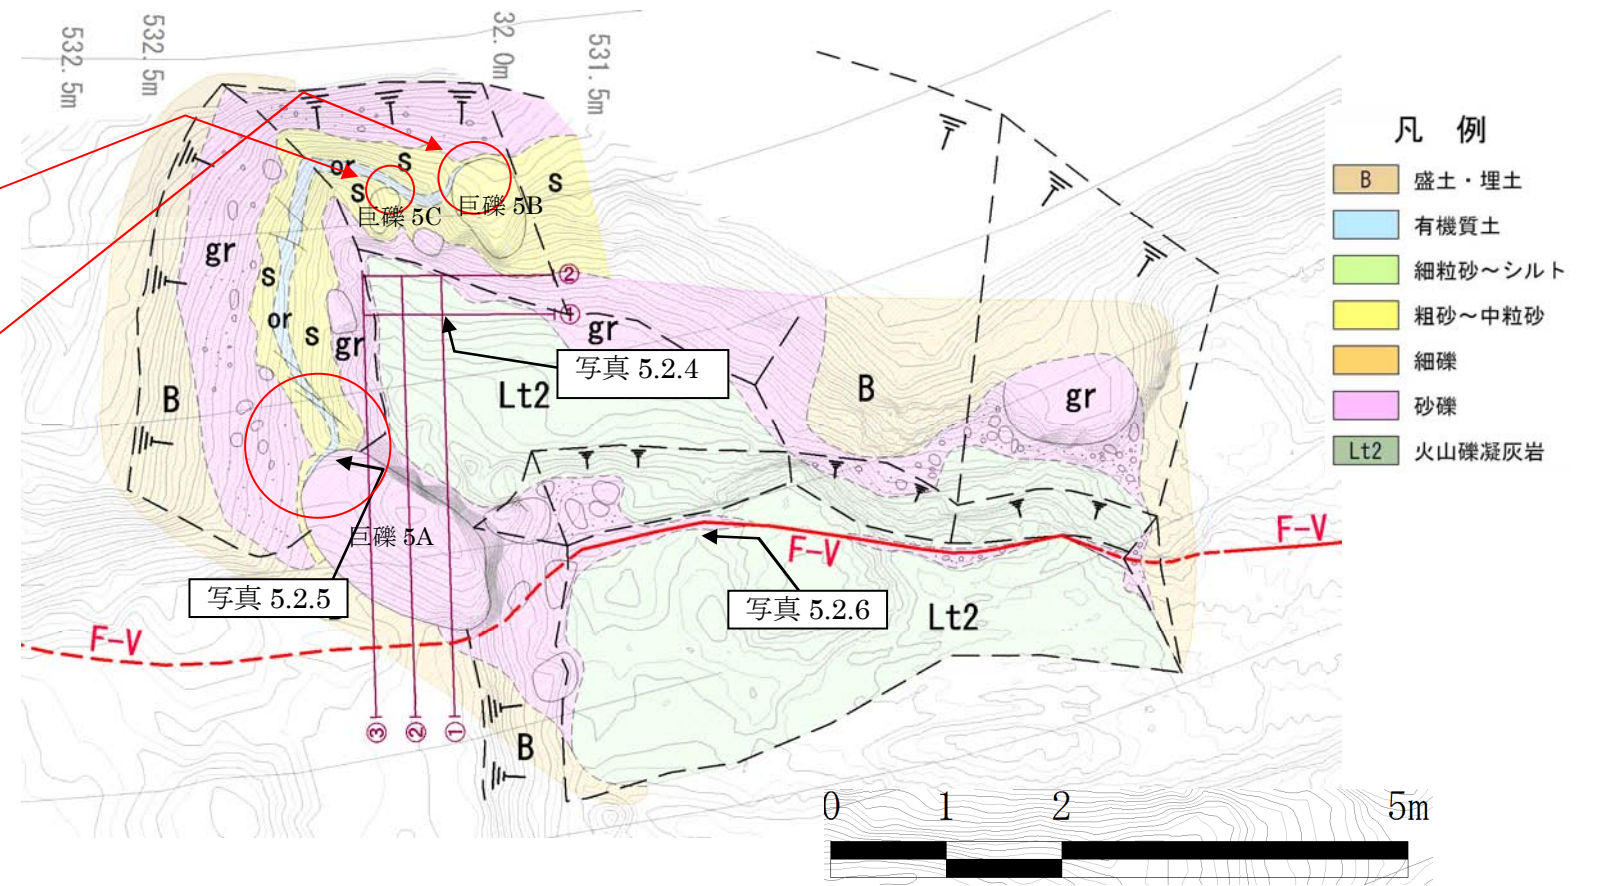 532.5m
532.5m
32.0m
531.5m
凡 例
B 盛土・埋土
有機質土
細粒砂～シルト
粗砂～中粒砂
細礫
砂礫
Lt2 火山礫凝灰岩
or
s
s
s
巨礫 5C
巨礫 5B
gr
s
or
s
gr
②
①
gr
写真 5.2.4
B
Lt2
B
gr
巨礫 5A
写真 5.2.5
F-V
F-V
写真 5.2.6
F-V
Lt2
③
②
①
B
0 1 2 5m